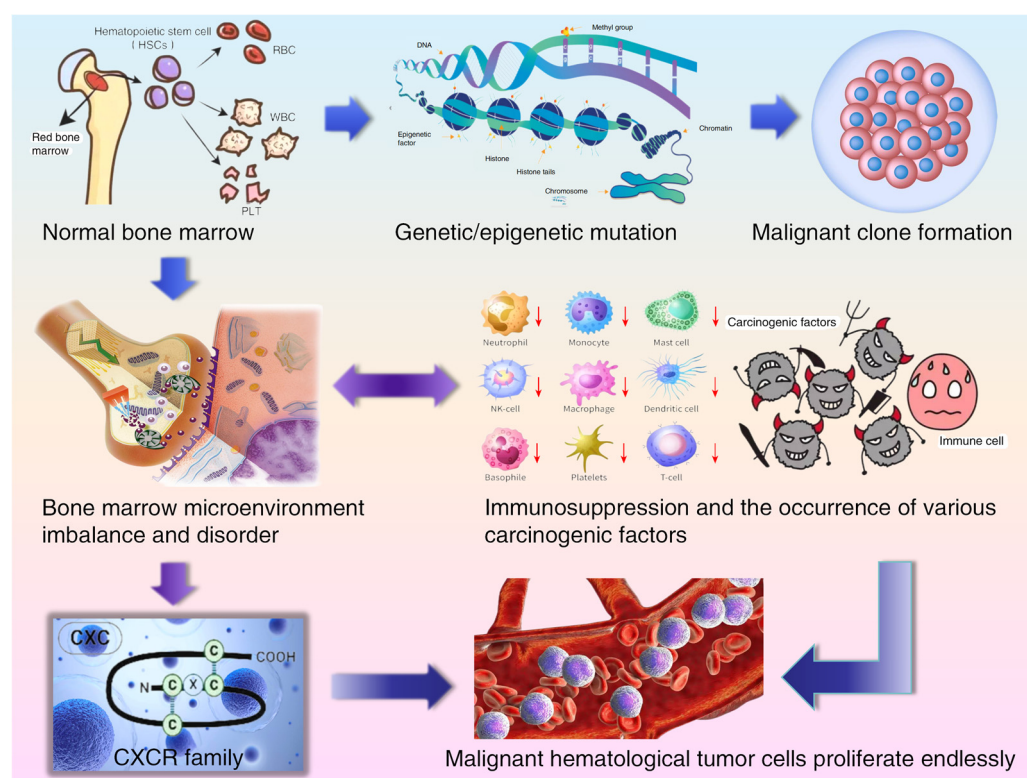 Hematopoietic stem cell
( HSCs )
RBC
WBC
PLT
Red bone
marrow
Normal bone marrow
DNA
Methyl group
Epigenetic
factor
Histone
Histone tails
Chromatin
Chromosome
Genetic/epigenetic mutation
Malignant clone formation
Bone marrow microenvironment
imbalance and disorder
Neutrophil
Monocyte
Mast cell
NK-cell
Macrophage
Dendritic cell
Basophile
Platelets
T-cell
Carcinogenic factors
Immune cell
Immunosuppression and the occurrence of various
carcinogenic factors
CXC
C
COOH
N
C
X
C
C
CXCR family
Malignant hematological tumor cells proliferate endlessly